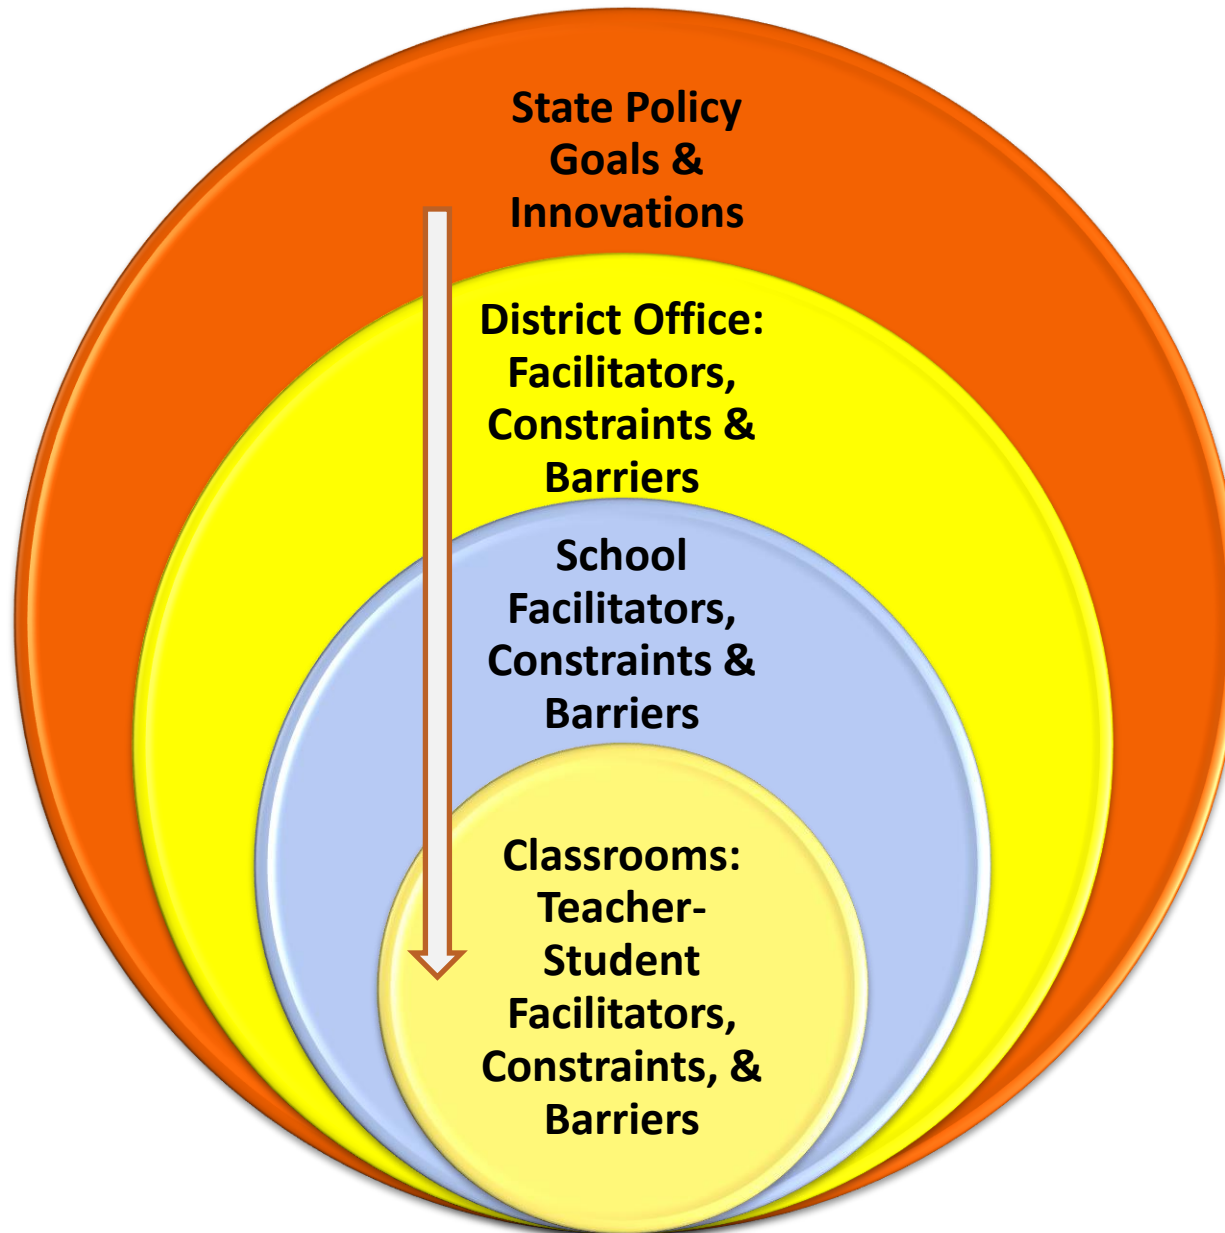 State Policy
Goals &
Innovations
District Office:
Facilitators,
Constraints &
Barriers
School
Facilitators,
Constraints &
Barriers
Classrooms:
Teacher-
Student
Facilitators,
Constraints, &
Barriers